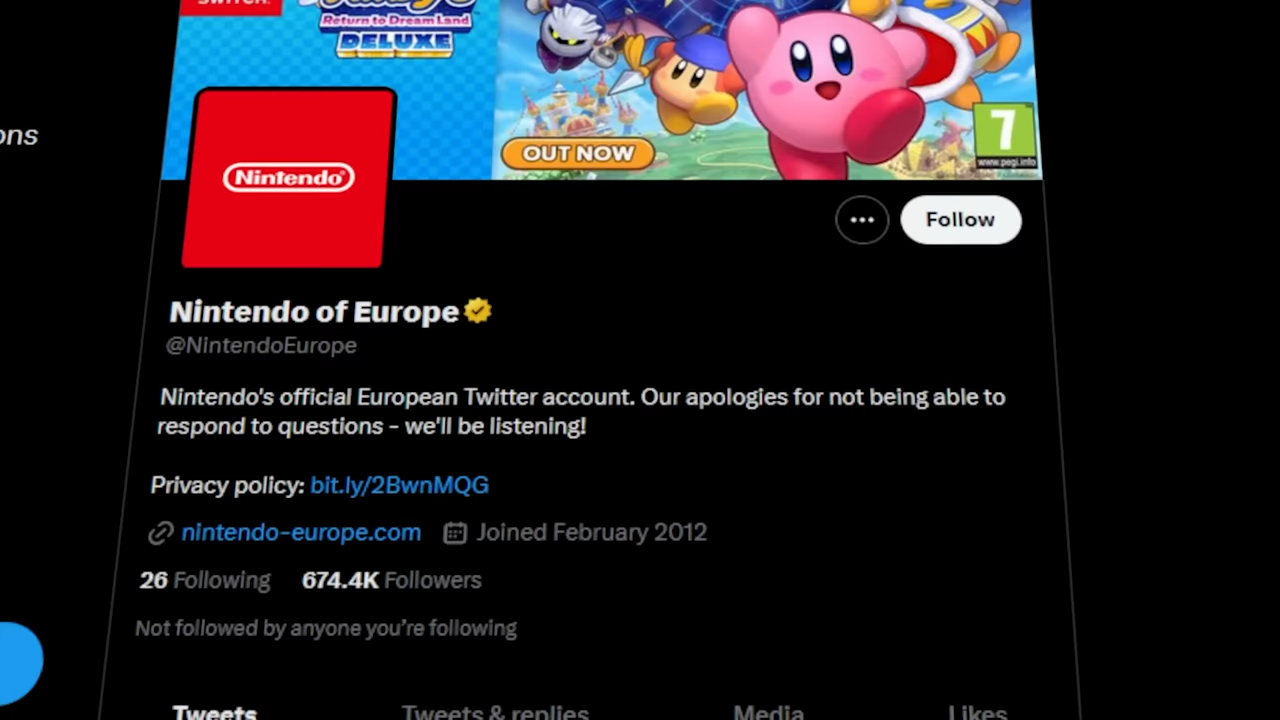 SWITCH
Return to Dream Land
DELUXE
OUT NOW
7
www.pegi.info
Nintendo
ons
Follow
Nintendo of Europe
@NintendoEurope
Nintendo's official European Twitter account. Our apologies for not being able to
respond to questions - we'll be listening!
Privacy policy: bit.ly/2BwnMQG
nintendo-europe.com Joined February 2012
26 Following 674.4K Followers
Not followed by anyone you're following
Tweets Tweets & replies Media Likes